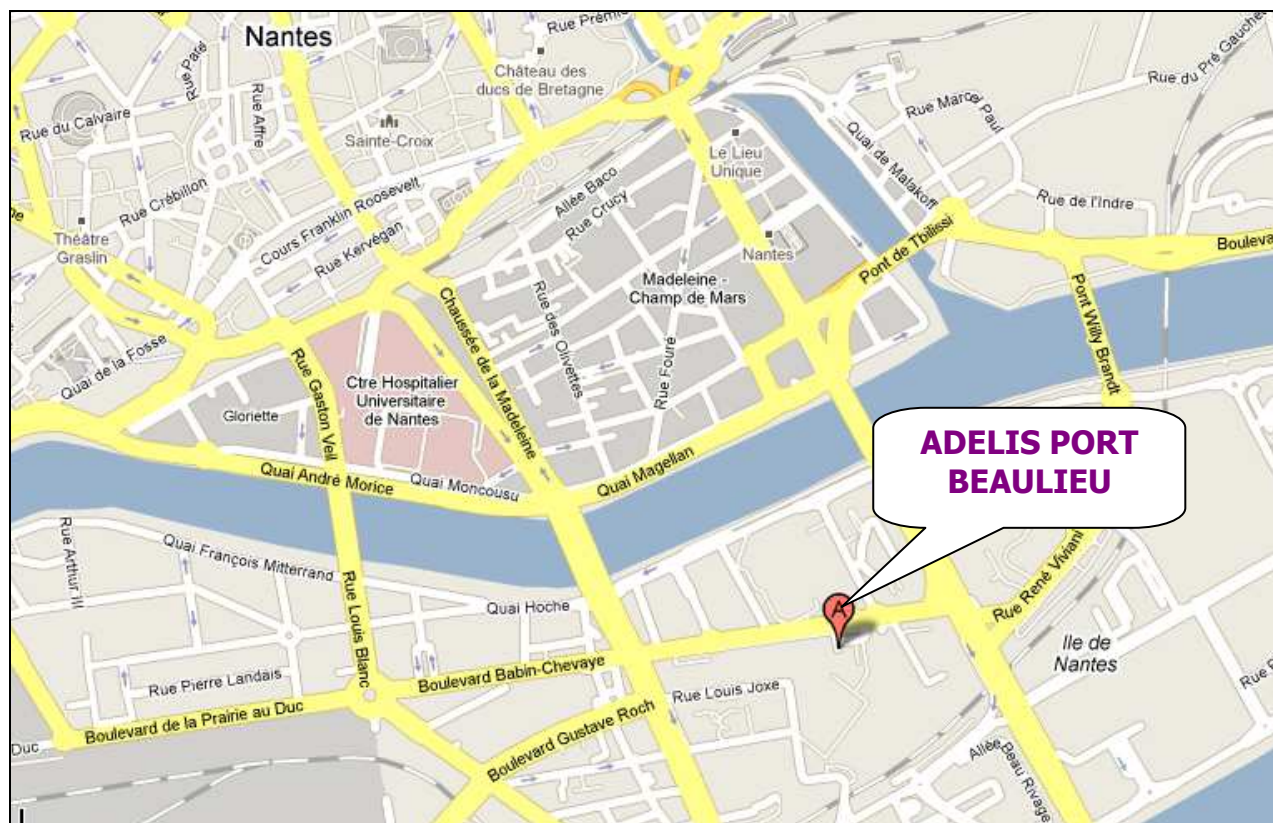 Nantes
Rue Prémio
Château des
ducs de Bretagne
Rue du Pré Gauchet
Rue Paré
Rue du Calvaire
Rue Affre
Sainte-Croix
Rue Marcel Paul
Quai de Malakoff
Le Lieu
Unique
Allée Baco
Rue Crucy
Rue Crébillon
Cours Franklin Roosevelt
Rue Kervégan
Rue de l'Indre
Théâtre
Graslin
Nantes
Pont de Tbilissi
Bouleva
Madeleine -
Champ de Mars
Chaussée de la Madeleine
Rue des Olivettes
Rue Fouré
Pont Willy Brandt
Quai de la Fosse
Rue Gaston Veil
Ctre Hospitalier
Universitaire
de Nantes
Gloriette
ADELIS PORT
BEAULIEU
Quai André Morice
Quai Moncousu
Quai Magellan
Rue Arthur III
Quai François Mitterrand
Rue Louis Blanc
Quai Hoche
A
Rue René Viviani
Ile de
Nantes
Boulevard Babin-Chevaye
Rue Pierre Landais
Rue Louis Joxe
Boulevard de la Prairie au Duc
Boulevard Gustave Roch
Duc
Allée
Beau Rivage